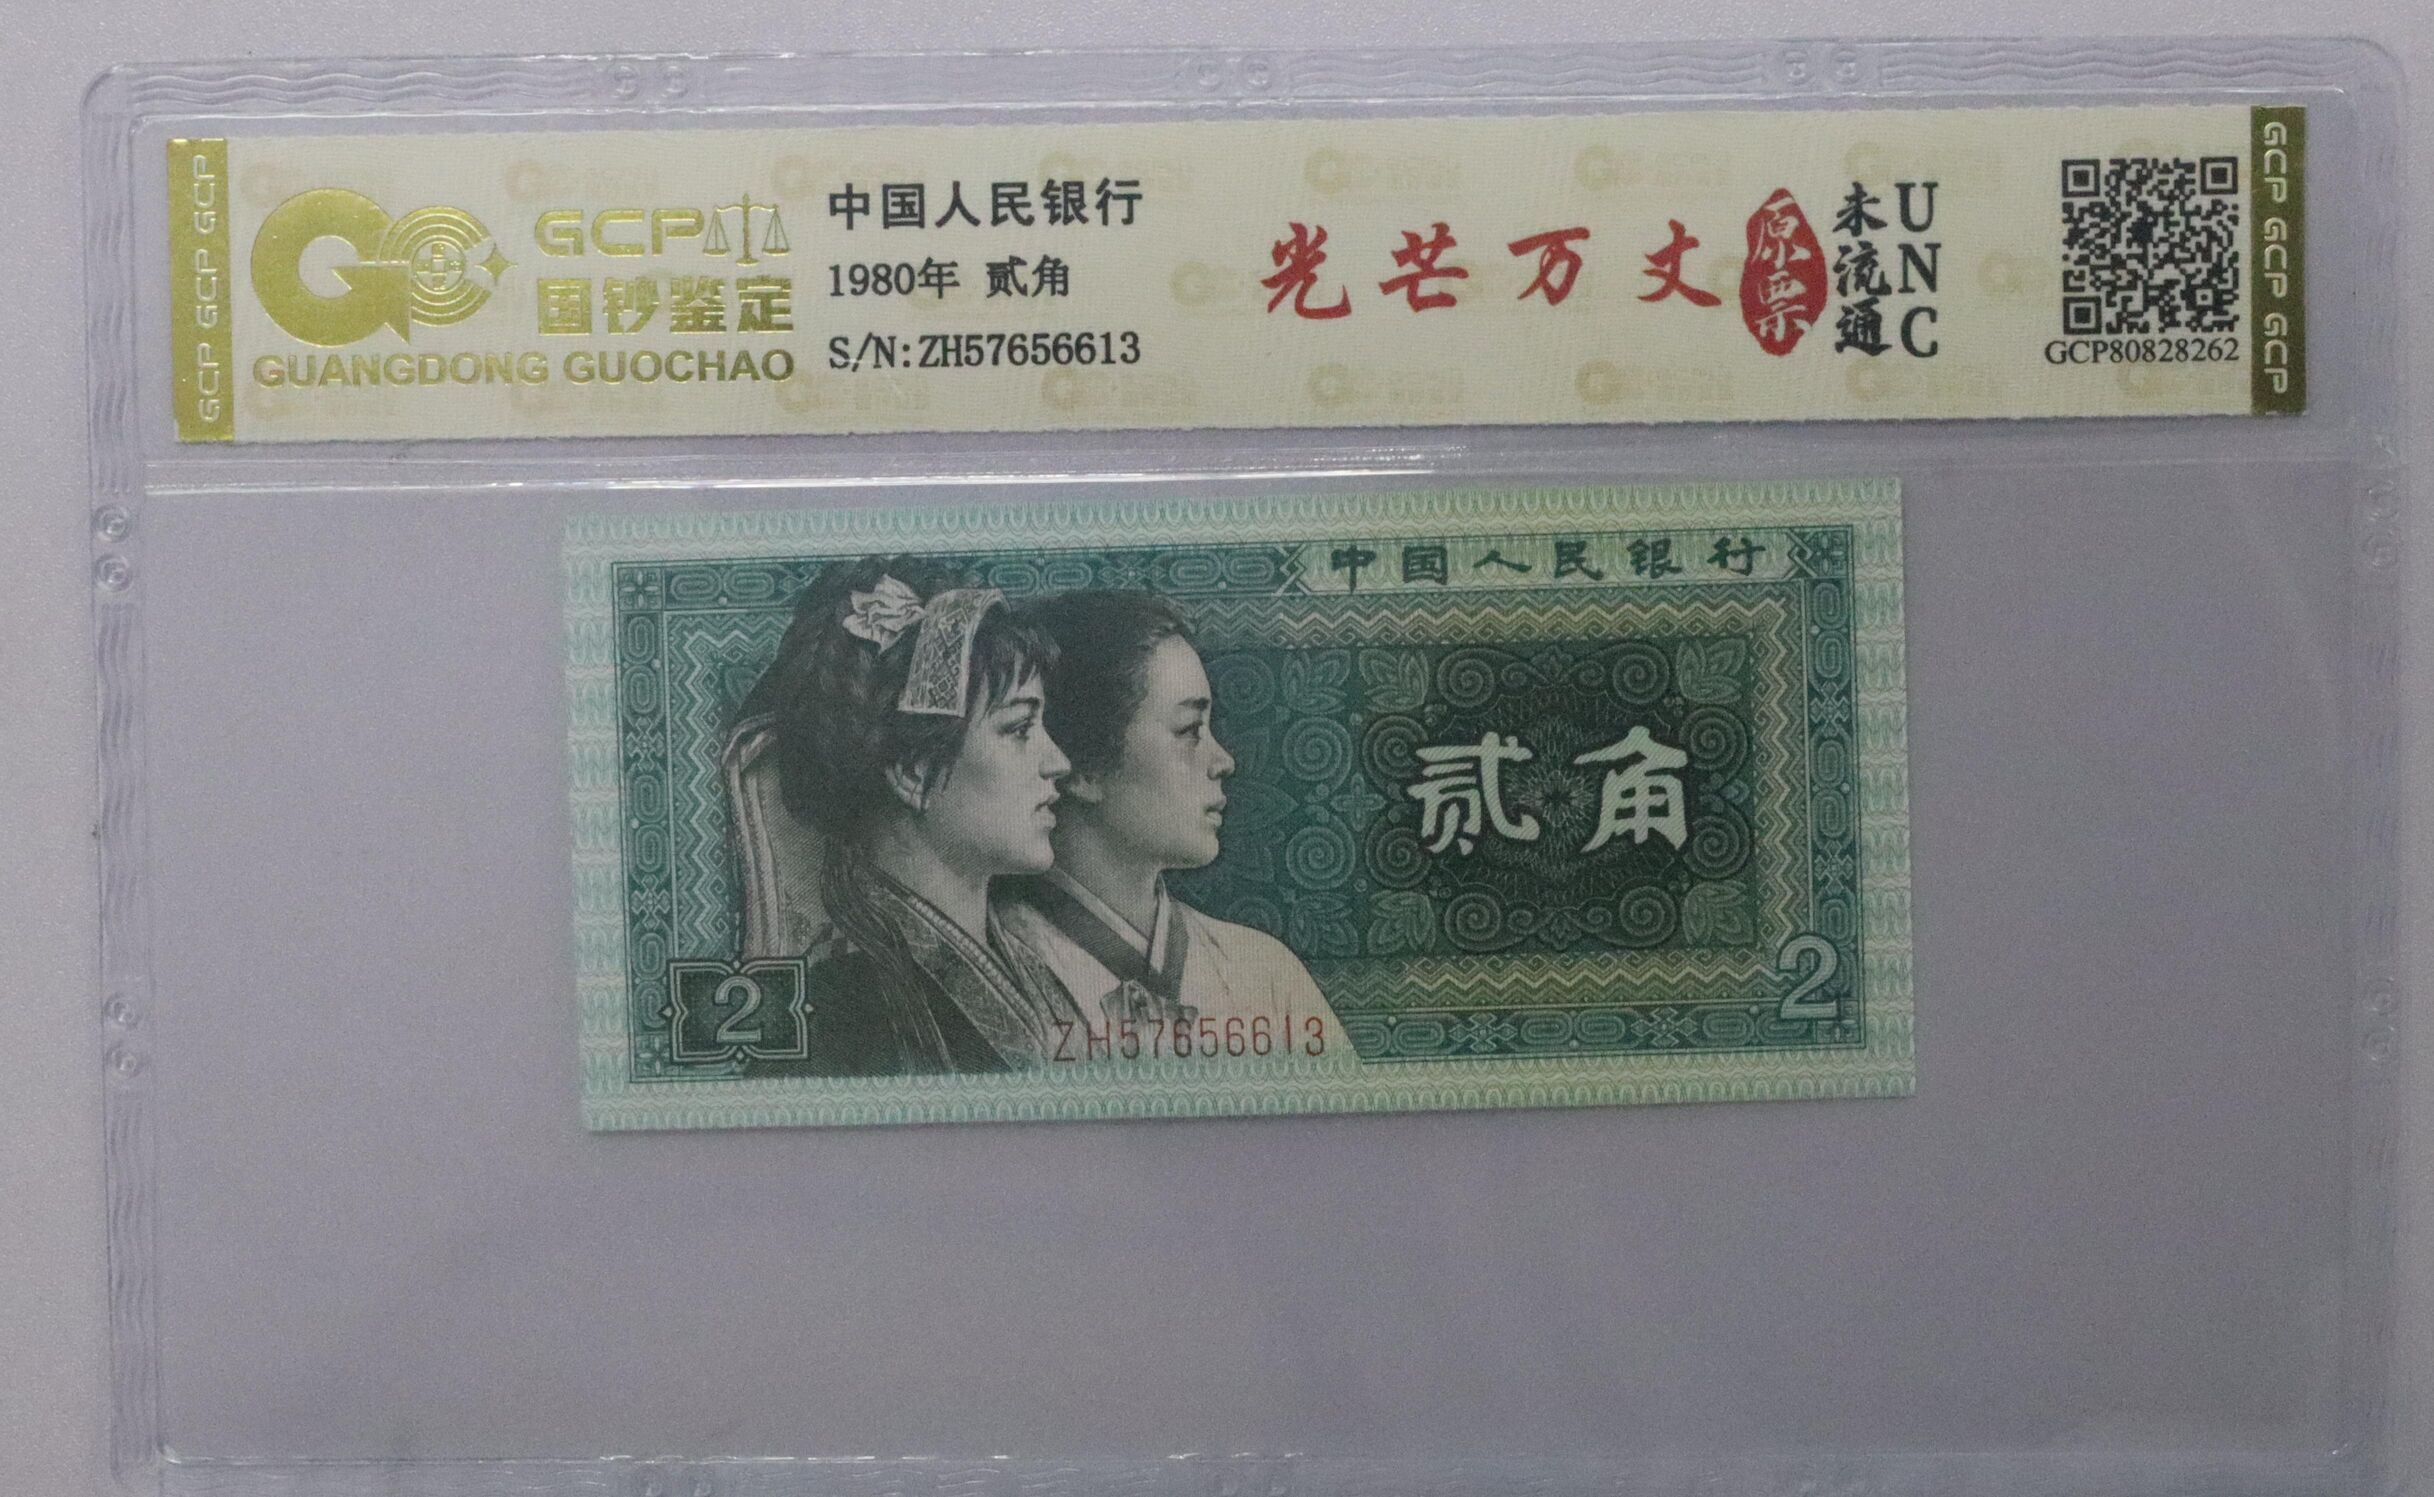 GCP GCP GCP
GCP
国钞鉴定
GUANGDONG GUOCHAO
中国人民银行
1980年 贰角
S/N:ZH57656613
光芒万丈
原票
未流通
UNC
GCP80828262
GCP GCP GCP
中国人民银行
贰角
2
2
ZH57656613